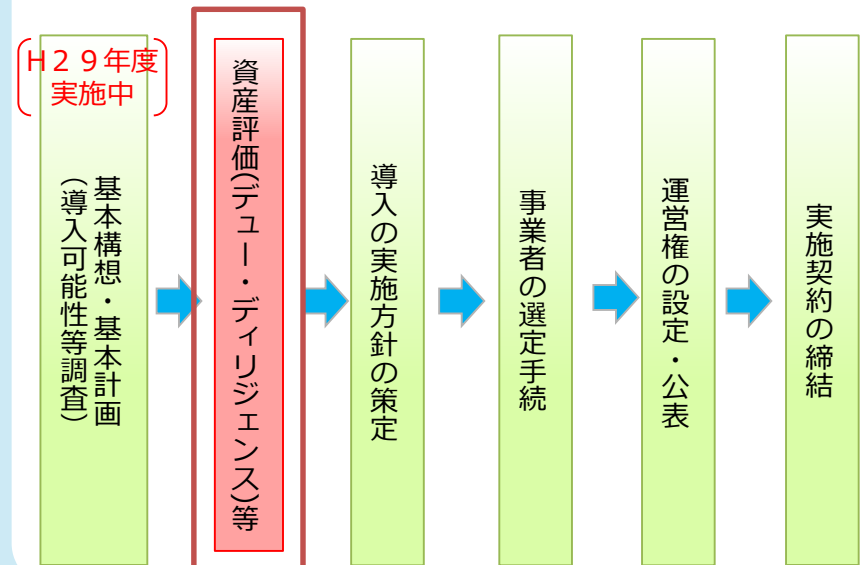 H29年度
実施中
基本構想・基本計画
(導入可能性等調査)
資産評価(デュー・ディリジェンス)等
導入の実施方針の策定
事業者の選定手続
運営権の設定・公表
実施契約の締結